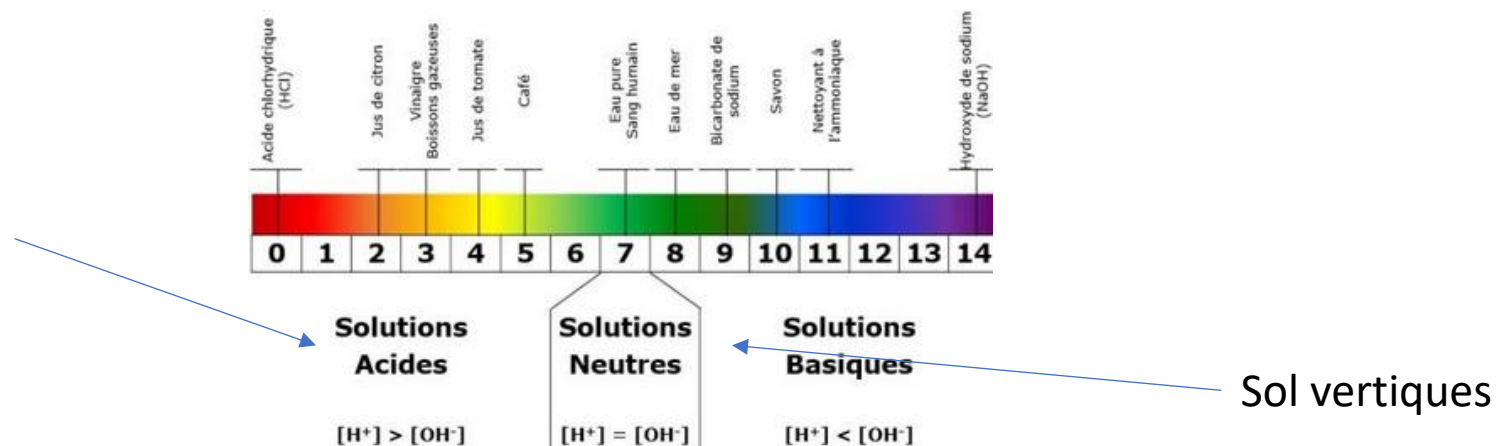 Acide chlorhydrique
(HCl)
Jus de citron
Vinaigre
Boissons gazeuses
Jus de tomate
Café
Eau pure
Sang humain
Eau de mer
Bicarbonate de
sodium
Savon
Nettoyant à
l'ammoniaque
Hydroxyde de sodium
(NaOH)
0 1 2 3 4 5 6 7 8 9 10 11 12 13 14
Solutions
Acides
[H⁺] > [OH⁻]
Solutions
Neutres
[H⁺] = [OH⁻]
Solutions
Basiques
[H⁺] < [OH⁻]
Sol vertiques